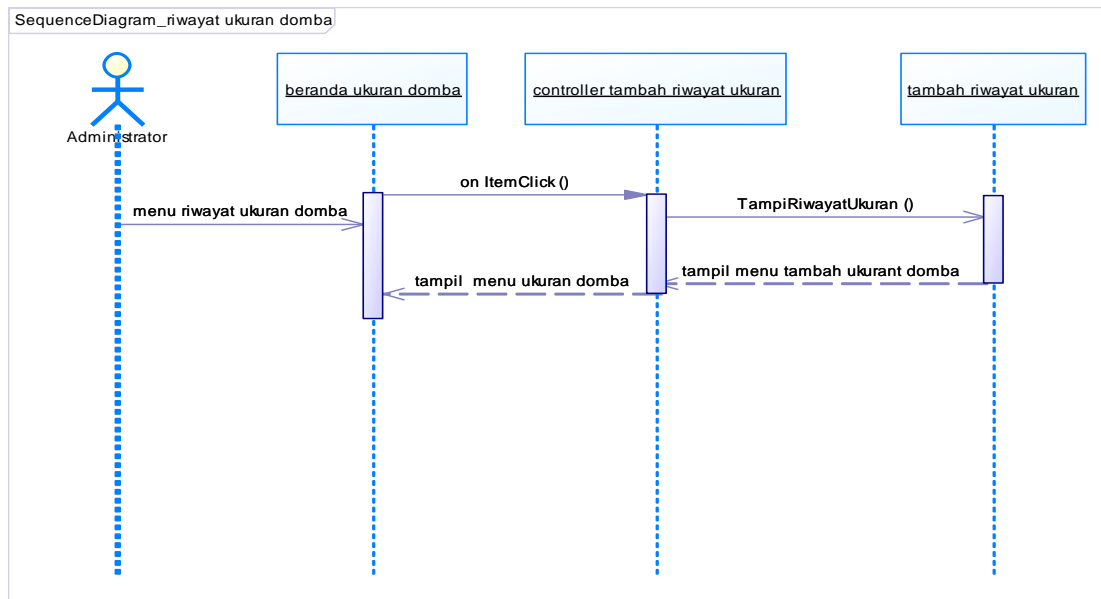 SequenceDiagram_riwayat ukuran domba
beranda ukuran domba
controller tambah riwayat ukuran
tambah riwayat ukuran
Administrator
on ItemClick ()
menu riwayat ukuran domba
TampiRiwayatUkuran ()
tampil menu tambah ukurant domba
tampil menu ukuran domba